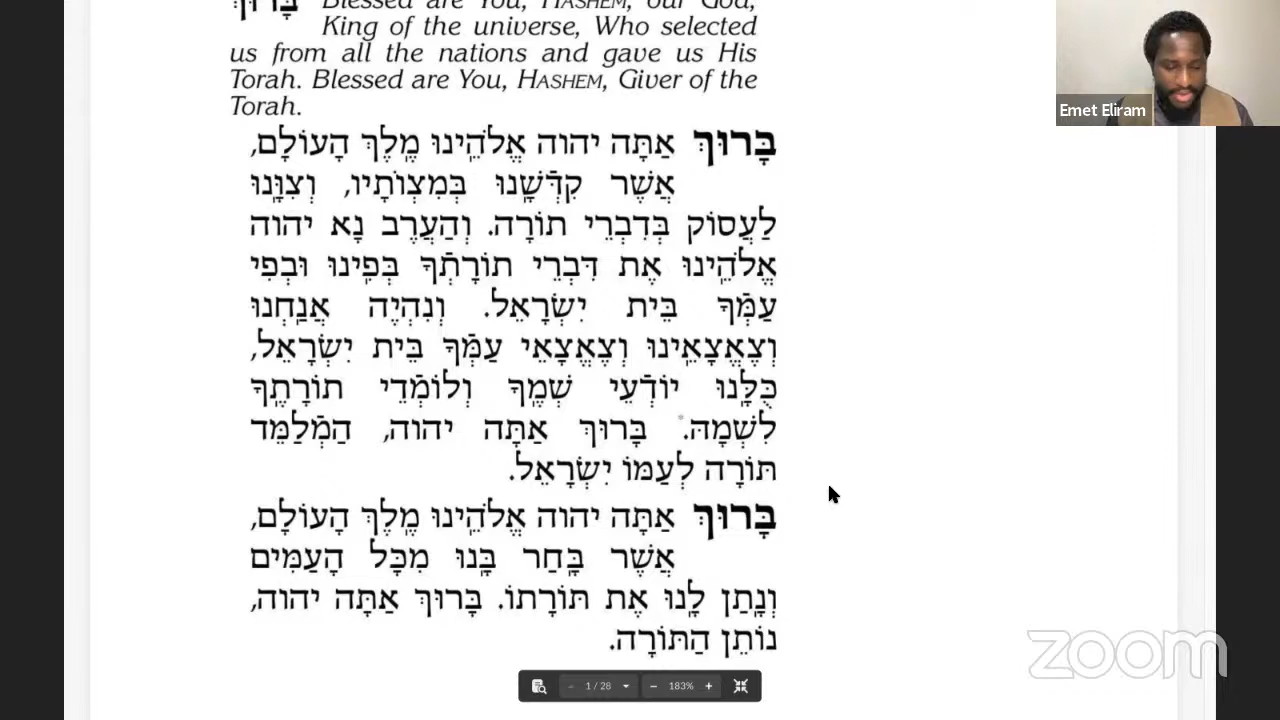 בָּרוּךְ Blessed are You, HASHEM, our God,
King of the universe, Who selected
us from all the nations and gave us His
Torah. Blessed are You, HASHEM, Giver of the
Torah.
בָּרוּךְ אַתָּה יהוה אֱלֹהֵֽינוּ מֶֽלֶךְ הָעוֹלָם,
אֲשֶׁר קִדְּשָֽׁנוּ בְּמִצְוֹתָיו, וְצִוָּֽנוּ
לַעֲסוֹק בְּדִבְרֵי תוֹרָה. וְהַעֲרֶב נָא יהוה
אֱלֹהֵֽינוּ אֶת דִּבְרֵי תוֹרָתְךָ בְּפִֽינוּ וּבְפִי
עַמְּךָ בֵּית יִשְׂרָאֵל. וְנִהְיֶה אֲנַֽחְנוּ
וְצֶאֱצָאֵֽינוּ וְצֶאֱצָאֵי עַמְּךָ בֵּית יִשְׂרָאֵל,
כֻּלָּֽנוּ יוֹדְעֵי שְׁמֶֽךָ וְלוֹמְדֵי תוֹרָתֶֽךָ
לִשְׁמָהּ.* בָּרוּךְ אַתָּה יהוה, הַמְלַמֵּד
תּוֹרָה לְעַמּוֹ יִשְׂרָאֵל.
בָּרוּךְ אַתָּה יהוה אֱלֹהֵֽינוּ מֶֽלֶךְ הָעוֹלָם,
אֲשֶׁר בָּֽחַר בָּֽנוּ מִכָּל הָעַמִּים
וְנָֽתַן לָֽנוּ אֶת תּוֹרָתוֹ. בָּרוּךְ אַתָּה יהוה,
נוֹתֵן הַתּוֹרָה.
Emet Eliram
1 / 28
− 183% +
zoom